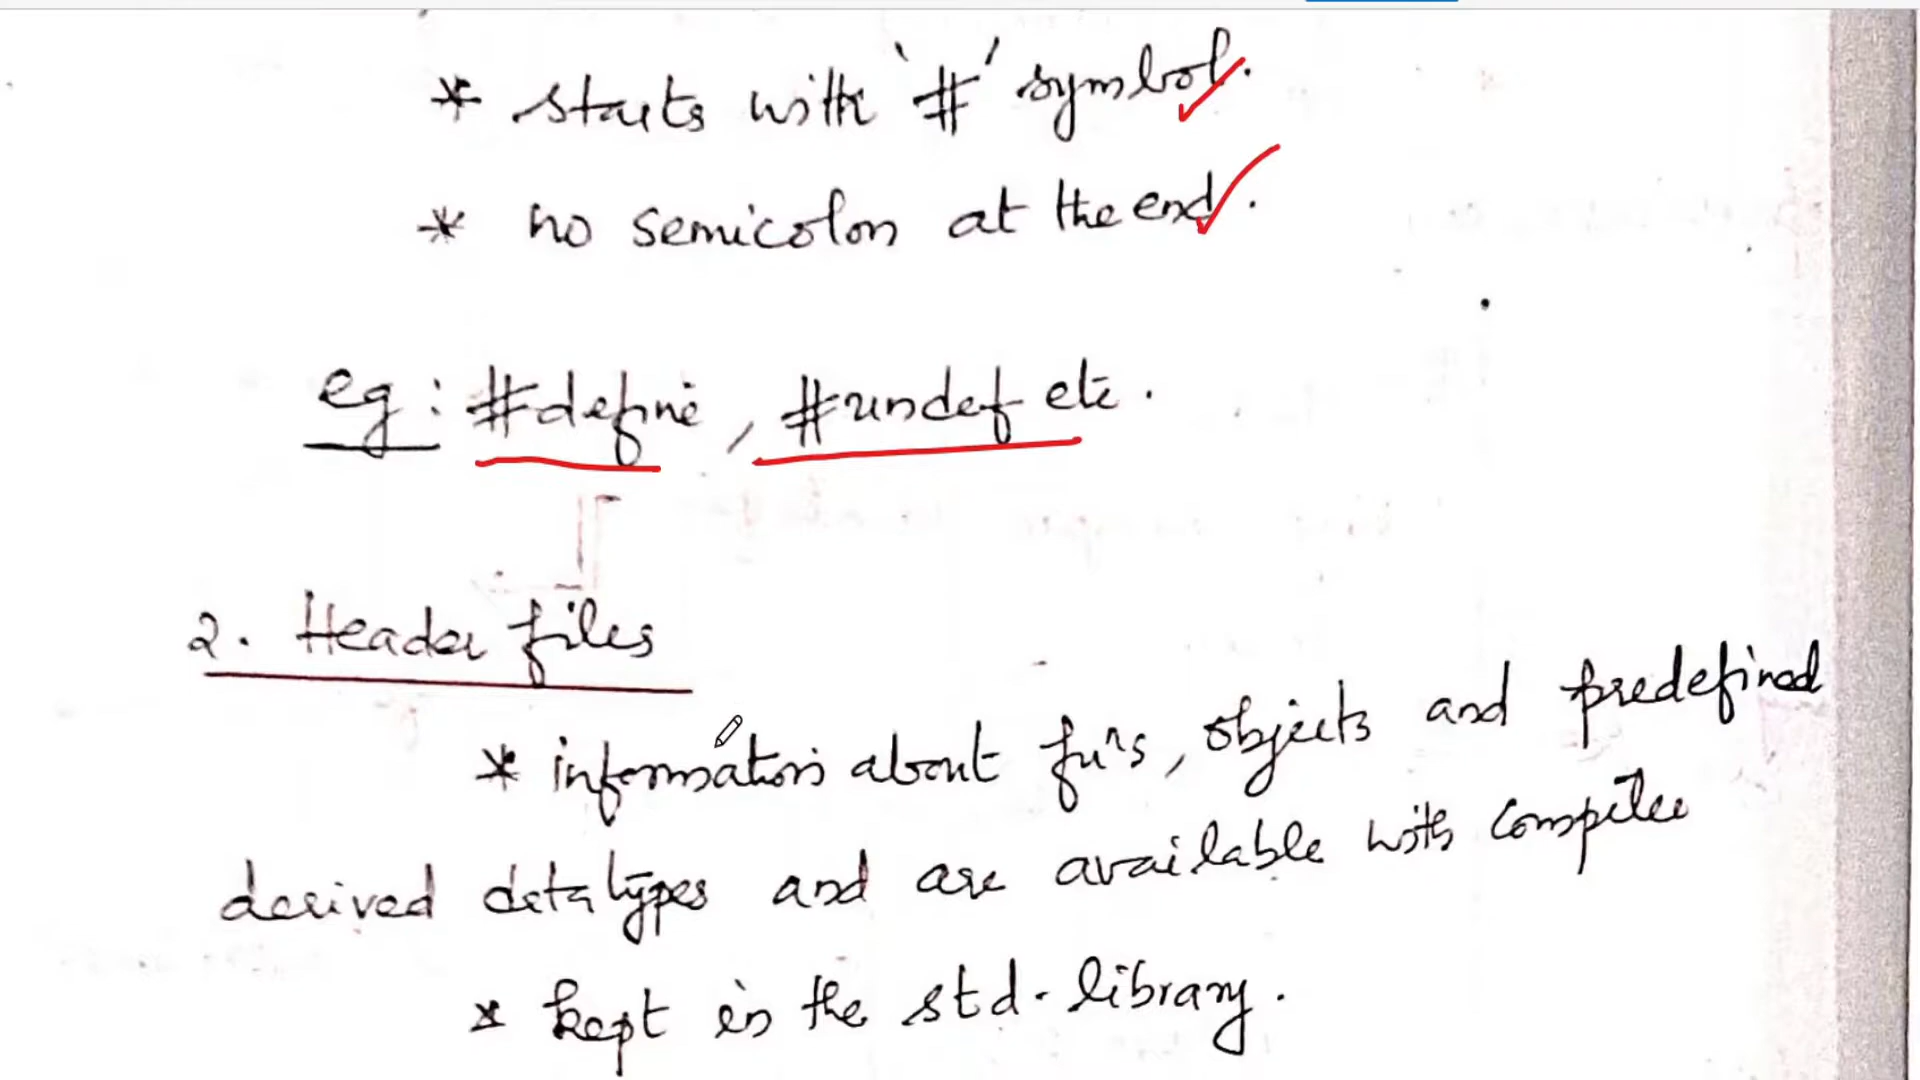 * starts with '#' symbol.
* no semicolon at the end.
eg: #define, #undef etc.
2. Header files
* information about fu^n s, objects and predefined
derived datatypes and are available with compiler
* kept in the std. library.